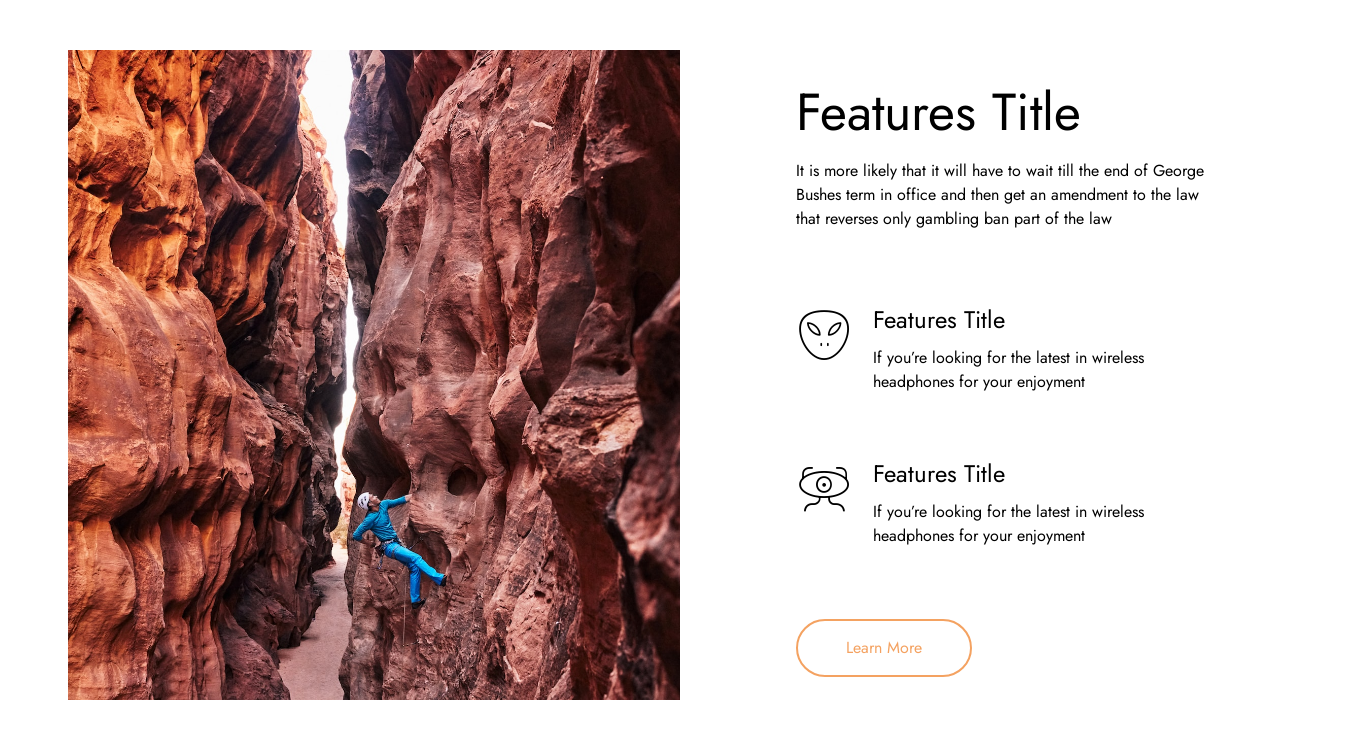 Features Title
It is more likely that it will have to wait till the end of George
Bushes term in office and then get an amendment to the law
that reverses only gambling ban part of the law
Features Title
If you’re looking for the latest in wireless
headphones for your enjoyment
Features Title
If you’re looking for the latest in wireless
headphones for your enjoyment
Learn More